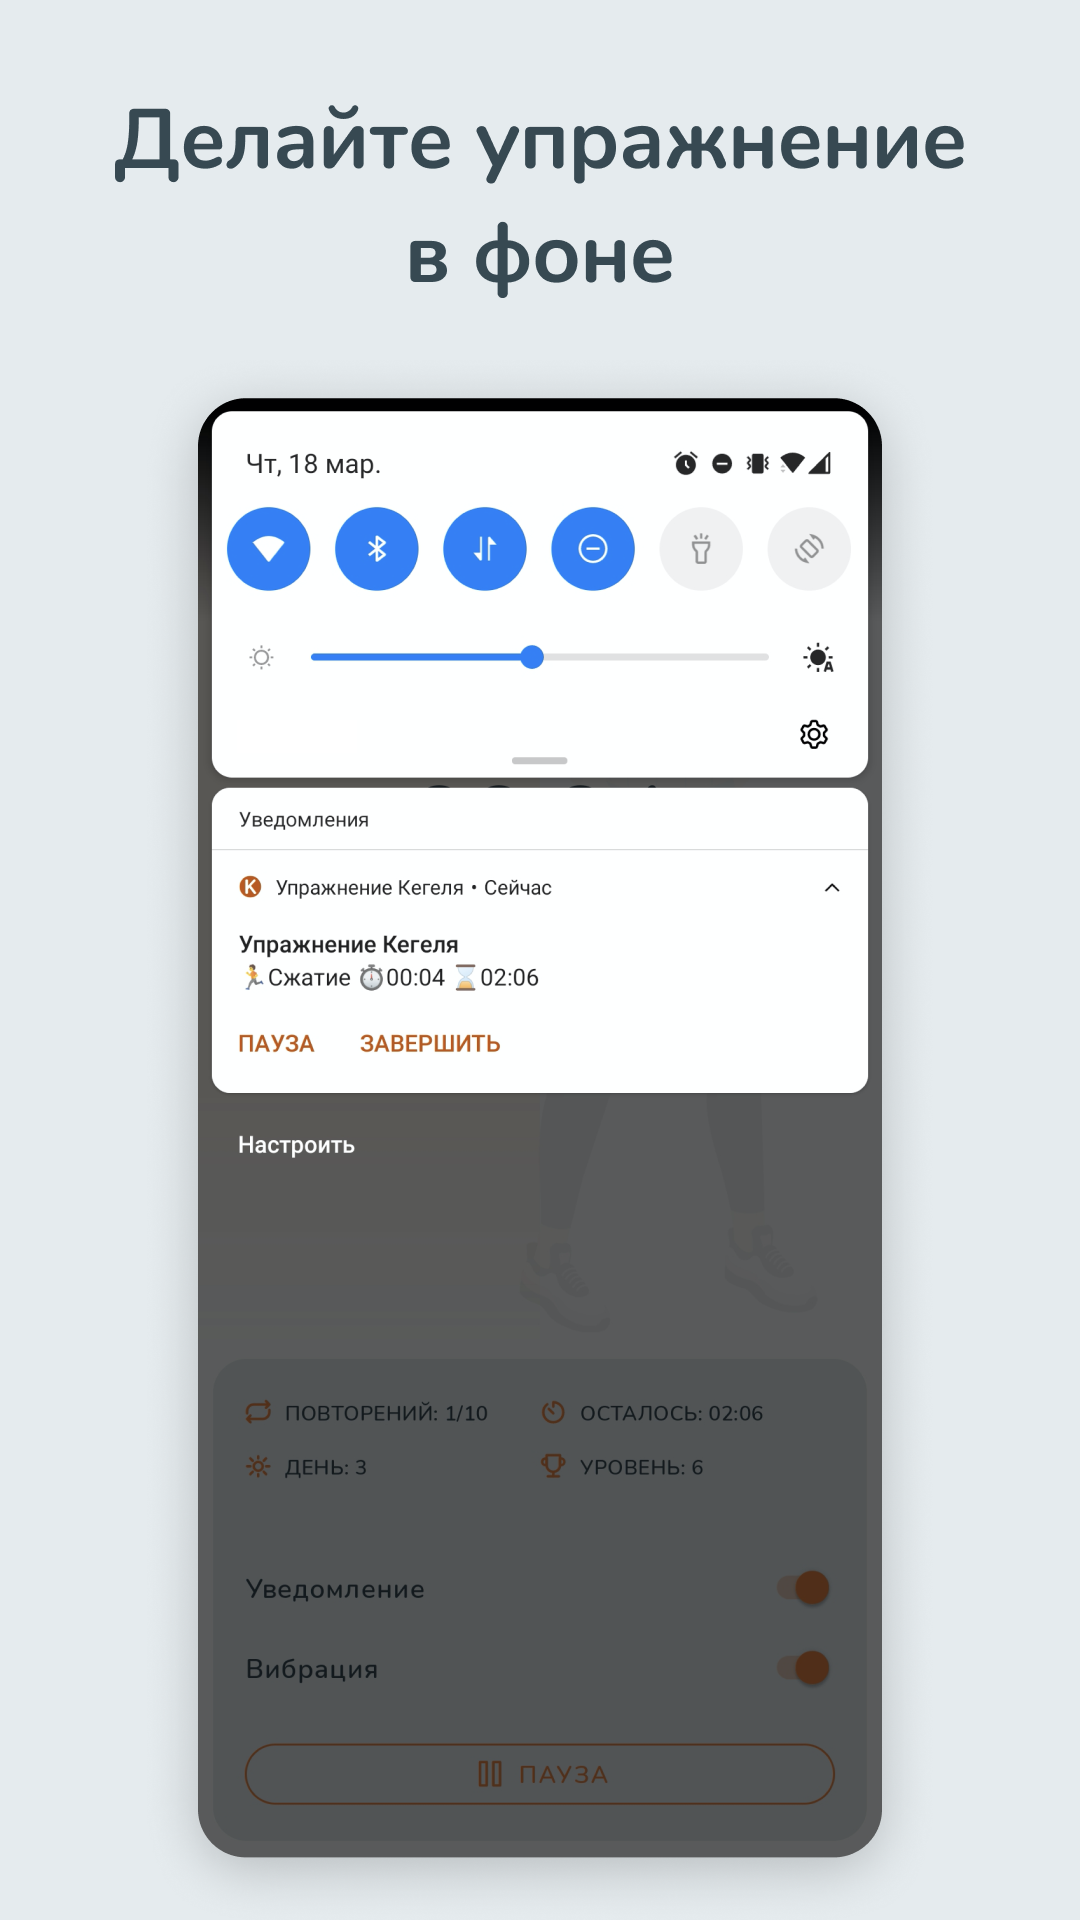 Делайте упражнение
в фоне
Чт, 18 мар.
Уведомления
K Упражнение Кегеля • Сейчас
Упражнение Кегеля
🏃Сжатие ⏱00:04 ⌛02:06
ПАУЗА ЗАВЕРШИТЬ
Настроить
ПОВТОРЕНИЙ: 1/10 ОСТАЛОСЬ: 02:06
ДЕНЬ: 3 УРОВЕНЬ: 6
Уведомление
Вибрация
ПАУЗА